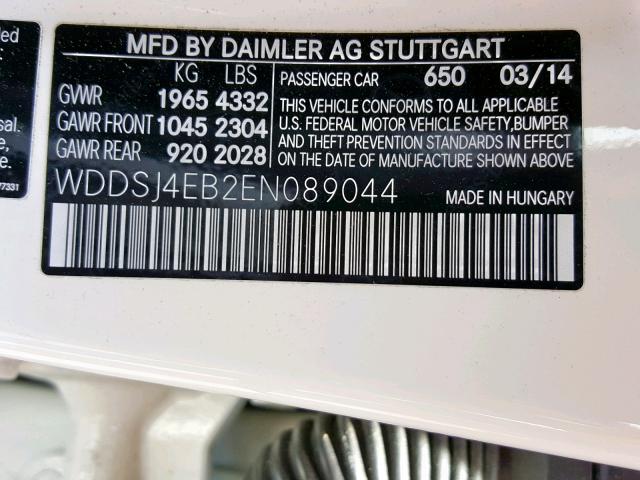 MFD BY DAIMLER AG STUTTGART
KG LBS
GVWR 1965 4332
GAWR FRONT 1045 2304
GAWR REAR 920 2028
PASSENGER CAR 650 03/14
THIS VEHICLE CONFORMS TO ALL APPLICABLE
U.S. FEDERAL MOTOR VEHICLE SAFETY,BUMPER
AND THEFT PREVENTION STANDARDS IN
EFFECT ON THE DATE OF MANUFACTURE
SHOWN ABOVE
WDDSJ4EB2EN089044 MADE IN HUNGARY